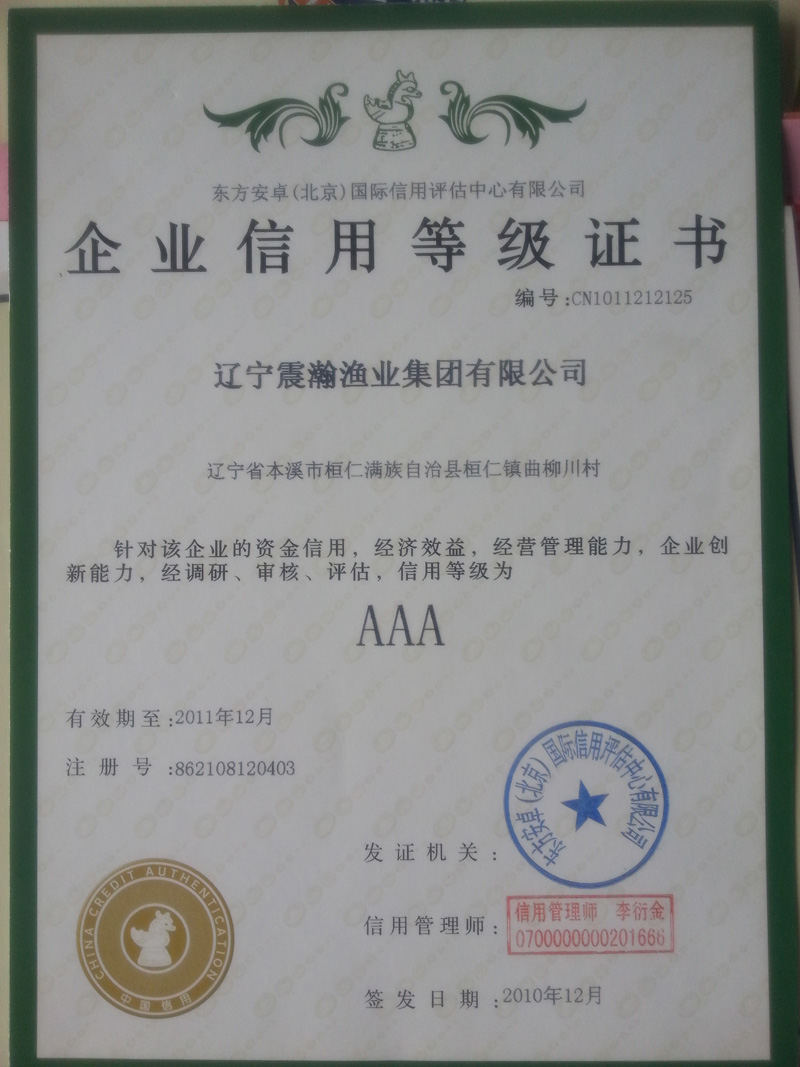 东方安卓(北京)国际信用评估中心有限公司
企业信用等级证书
编号:CN1011212125
辽宁震瀚渔业集团有限公司
辽宁省本溪市桓仁满族自治县桓仁镇曲柳川村
针对该企业的资金信用，经济效益，经营管理能力，企业创
新能力，经调研、审核、评估，信用等级为
AAA
有效期至:2011年12月
注册号:862108120403
发证机关:
东方安卓(北京)国际信用评估中心有限公司
信用管理师:
信用管理师 李衍金
0700000000201666
签发日期:2010年12月
CHINA CREDIT AUTHENTICATION
中国信用